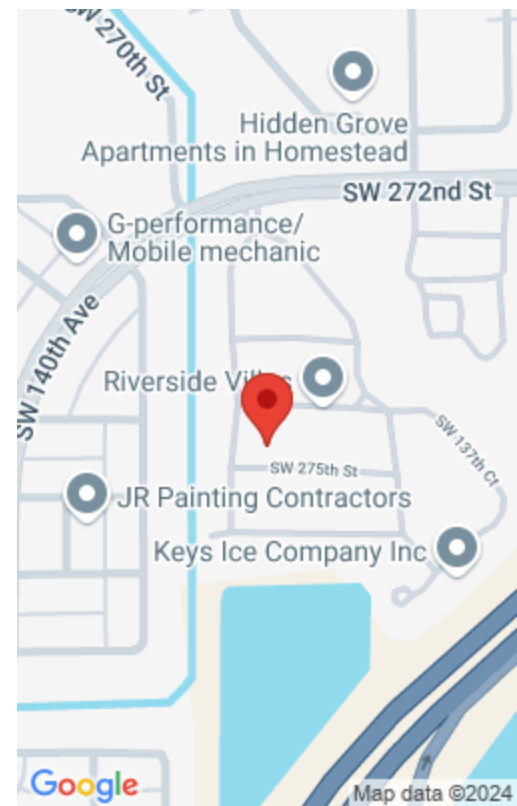 SW 270th St
Hidden Grove
Apartments in Homestead
SW 272nd St
G-performance/
Mobile mechanic
SW 140th Ave
Riverside Villas
SW 137th Ct
SW 275th St
JR Painting Contractors
Keys Ice Company Inc
Google
Map data ©2024